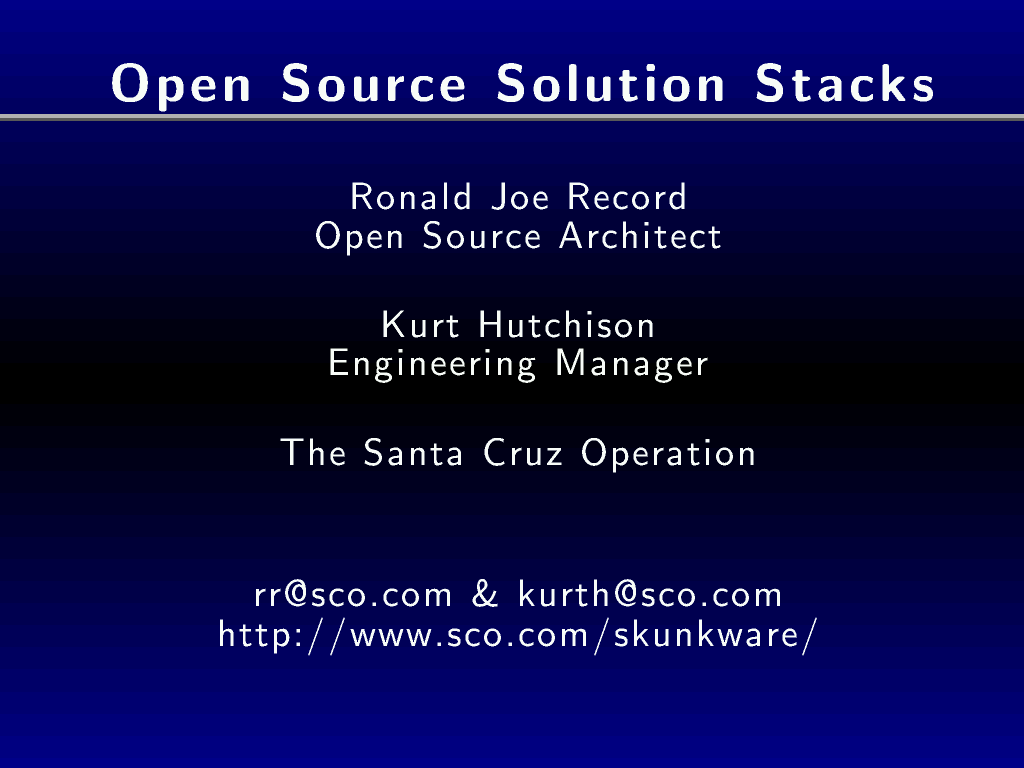 Open Source Solution Stacks
Ronald Joe Record
Open Source Architect
Kurt Hutchison
Engineering Manager
The Santa Cruz Operation
rr@sco.com & kurth@sco.com
http://www.sco.com/skunkware/